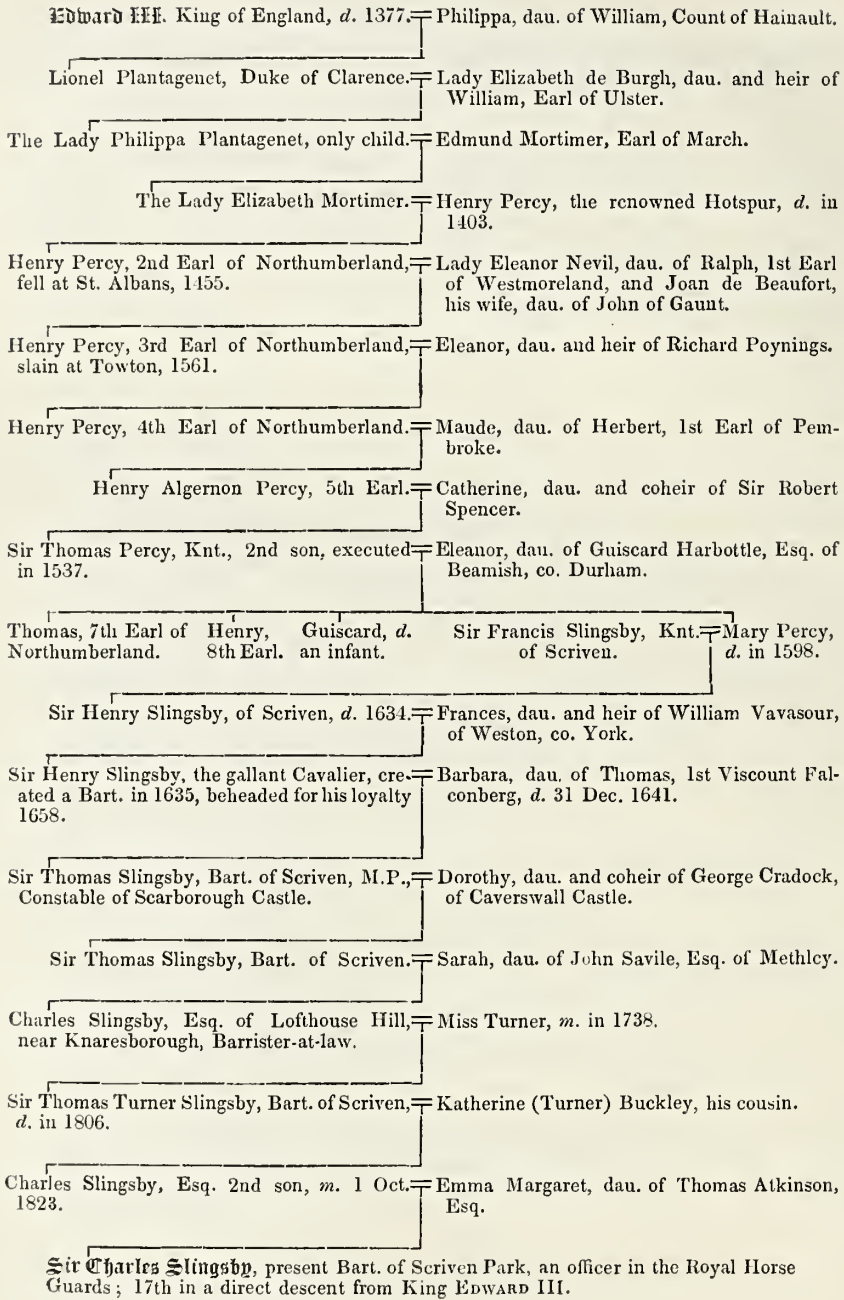 Edward III. King of England, d. 1377. Philippa, dau. of William, Count of Hainault.
Lionel Plantagenet, Duke of Clarence. Lady Elizabeth de Burgh, dau. and heir of
William, Earl of Ulster.
The Lady Philippa Plantagenet, only child. Edmund Mortimer, Earl of March.
The Lady Elizabeth Mortimer. Henry Percy, the renowned Hotspur, d. in
1403.
Henry Percy, 2nd Earl of Northumberland,
fell at St. Albans, 1455.
Lady Eleanor Nevil, dau. of Ralph, 1st Earl
of Westmoreland, and Joan de Beaufort,
his wife, dau. of John of Gaunt.
Henry Percy, 3rd Earl of Northumberland,
slain at Towton, 1561.
Eleanor, dau. and heir of Richard Poynings.
Henry Percy, 4th Earl of Northumberland. Maude, dau. of Herbert, 1st Earl of Pem-
broke.
Henry Algernon Percy, 5th Earl. Catherine, dau. and coheir of Sir Robert
Spencer.
Sir Thomas Percy, Knt., 2nd son, executed
in 1537.
Eleanor, dau. of Guiscard Harbottle, Esq. of
Beamish, co. Durham.
Thomas, 7th Earl of
Northumberland.
Henry,
8th Earl.
Guiscard, d.
an infant.
Sir Francis Slingsby, Knt.
of Scriven.
Mary Percy,
d. in 1598.
Sir Henry Slingsby, of Scriven, d. 1634. Frances, dau. and heir of William Vavasour,
of Weston, co. York.
Sir Henry Slingsby, the gallant Cavalier, cre-
ated a Bart. in 1635, beheaded for his loyalty
1658.
Barbara, dau. of Thomas, 1st Viscount Fal-
conberg, d. 31 Dec. 1641.
Sir Thomas Slingsby, Bart. of Scriven, M.P.,
Constable of Scarborough Castle.
Dorothy, dau. and coheir of George Cradock,
of Caverswall Castle.
Sir Thomas Slingsby, Bart. of Scriven. Sarah, dau. of John Savile, Esq. of Methley.
Charles Slingsby, Esq. of Lofthouse Hill,
near Knaresborough, Barrister-at-law.
Miss Turner, m. in 1738.
Sir Thomas Turner Slingsby, Bart. of Scriven,
d. in 1806.
Katherine (Turner) Buckley, his cousin.
Charles Slingsby, Esq. 2nd son, m. 1 Oct.
1823.
Emma Margaret, dau. of Thomas Atkinson,
Esq.
Sir Charles Slingsby, present Bart. of Scriven Park, an officer in the Royal Horse
Guards; 17th in a direct descent from King EDWARD III.